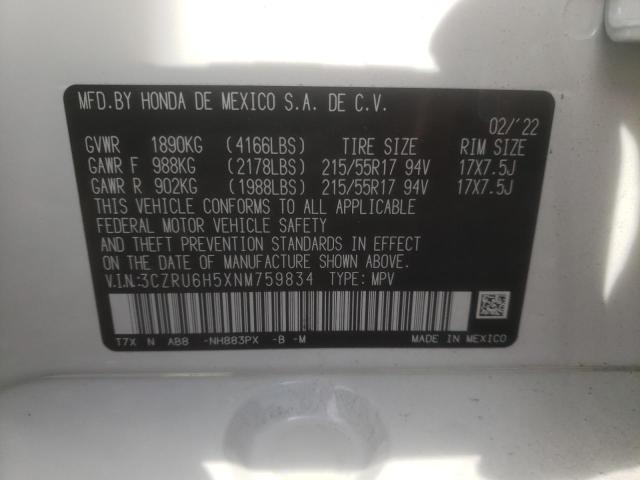 MFD.BY HONDA DE MEXICO S.A. DE C.V.
02/'22
GVWR 1890KG (4166LBS) TIRE SIZE RIM SIZE
GAWR F 988KG (2178LBS) 215/55R17 94V 17X7.5J
GAWR R 902KG (1988LBS) 215/55R17 94V 17X7.5J
THIS VEHICLE CONFORMS TO ALL APPLICABLE
FEDERAL MOTOR VEHICLE SAFETY
AND THEFT PREVENTION STANDARDS IN EFFECT
ON THE DATE OF MANUFACTURE SHOWN ABOVE.
V.I.N:3CZRU6H5XNM759834 TYPE: MPV
T7X N AB8 -NH883PX -B -M MADE IN MEXICO